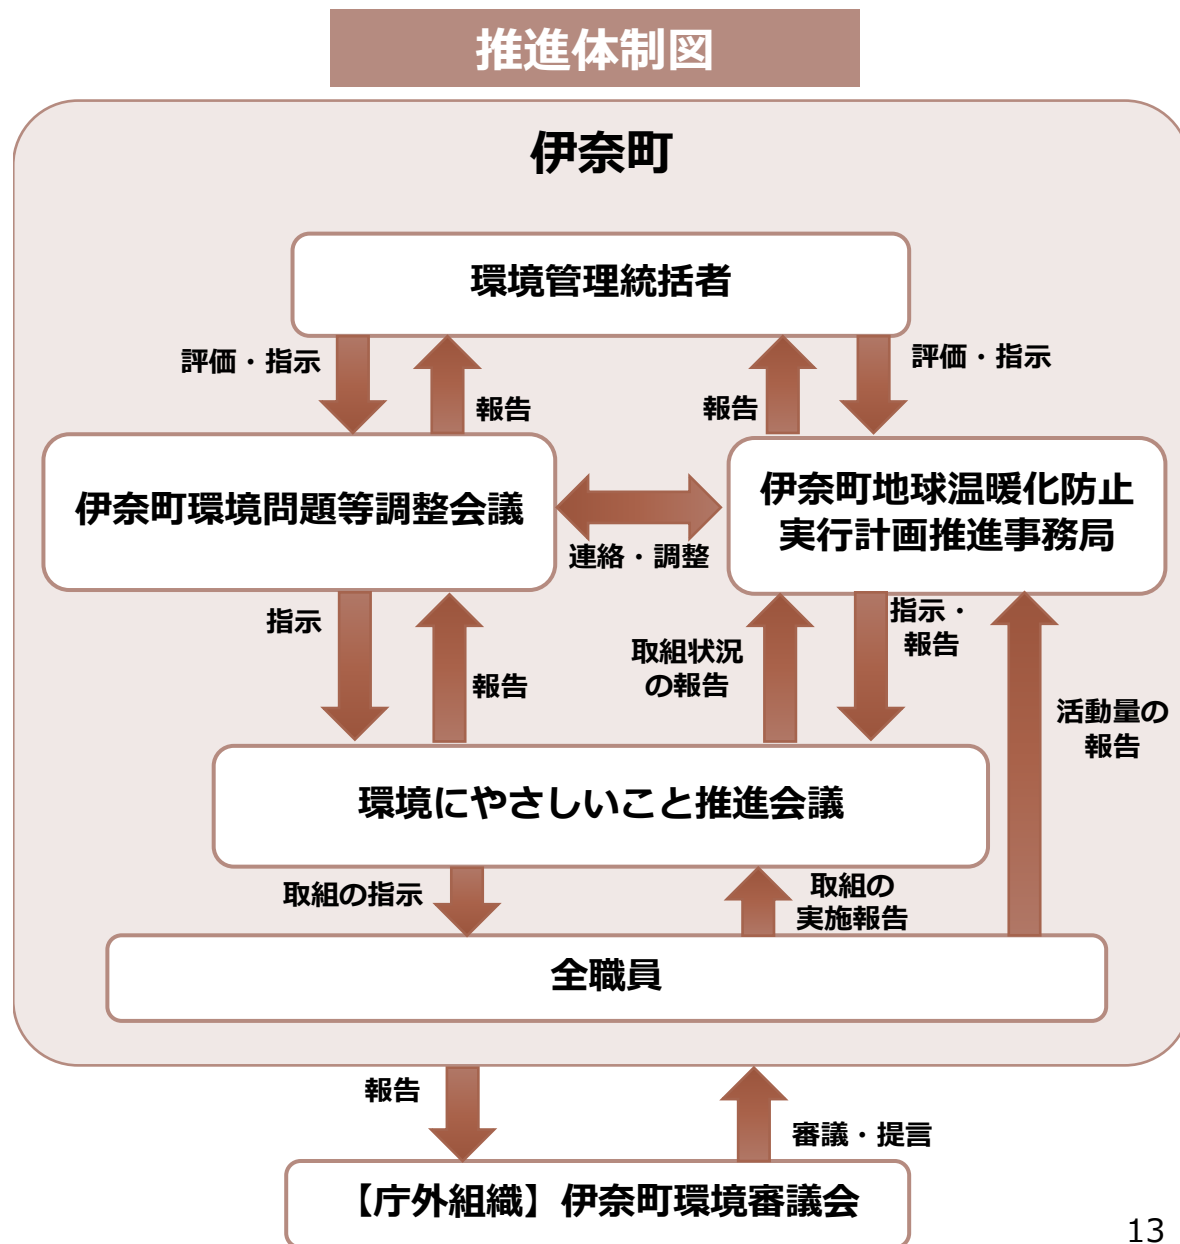 推進体制図
伊奈町
環境管理統括者
評価・指示
報告
報告
評価・指示
伊奈町環境問題等調整会議
連絡・調整
伊奈町地球温暖化防止
実行計画推進事務局
指示
報告
取組状況
の報告
指示・
報告
活動量の
報告
環境にやさしいこと推進会議
取組の指示
取組の
実施報告
全職員
報告
審議・提言
【庁外組織】伊奈町環境審議会
13